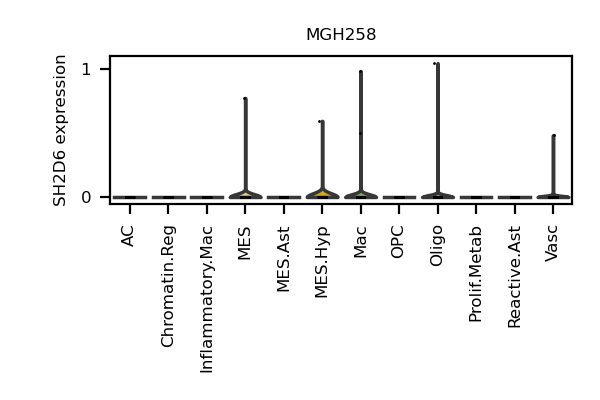 MGH258
SH2D6 expression
1
0
AC
Chromatin.Reg
Inflammatory.Mac
MES
MES.Ast
MES.Hyp
Mac
OPC
Oligo
Prolif.Metab
Reactive.Ast
Vasc